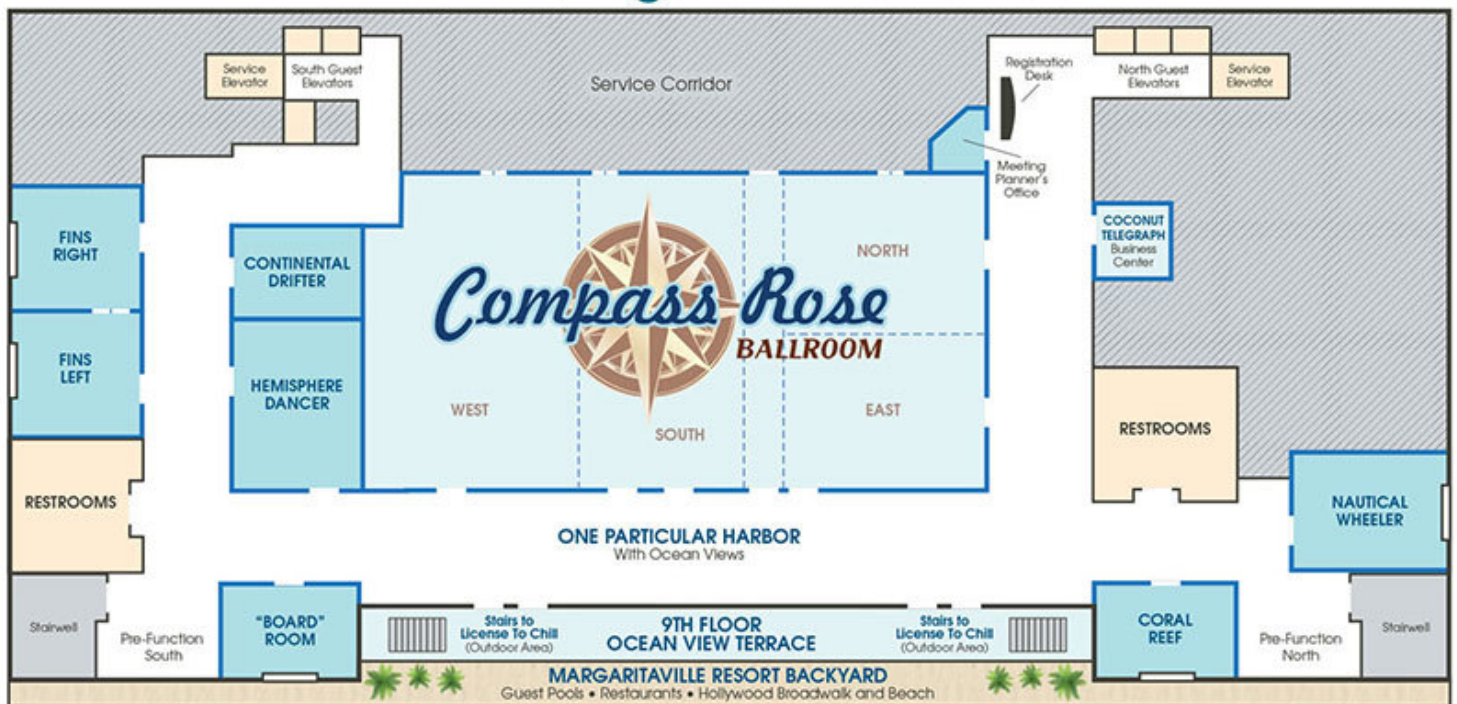 Service
Elevator
South Guest
Elevators
Service Corridor
Registration
Desk
North Guest
Elevators
Service
Elevator
Meeting
Planner's
Office
FINS
RIGHT
CONTINENTAL
DRIFTER
NORTH
COCONUT
TELEGRAPH
Business
Center
Compass Rose
BALLROOM
FINS
LEFT
HEMISPHERE
DANCER
WEST
SOUTH
EAST
RESTROOMS
RESTROOMS
NAUTICAL
WHEELER
ONE PARTICULAR HARBOR
With Ocean Views
Stairwell
Pre-Function
South
"BOARD"
ROOM
Stairs to
License To Chill
(Outdoor Area)
9TH FLOOR
OCEAN VIEW TERRACE
Stairs to
License To Chill
(Outdoor Area)
CORAL
REEF
Pre-Function
North
Stairwell
MARGARITAVILLE RESORT BACKYARD
Guest Pools • Restaurants • Hollywood Broadwalk and Beach